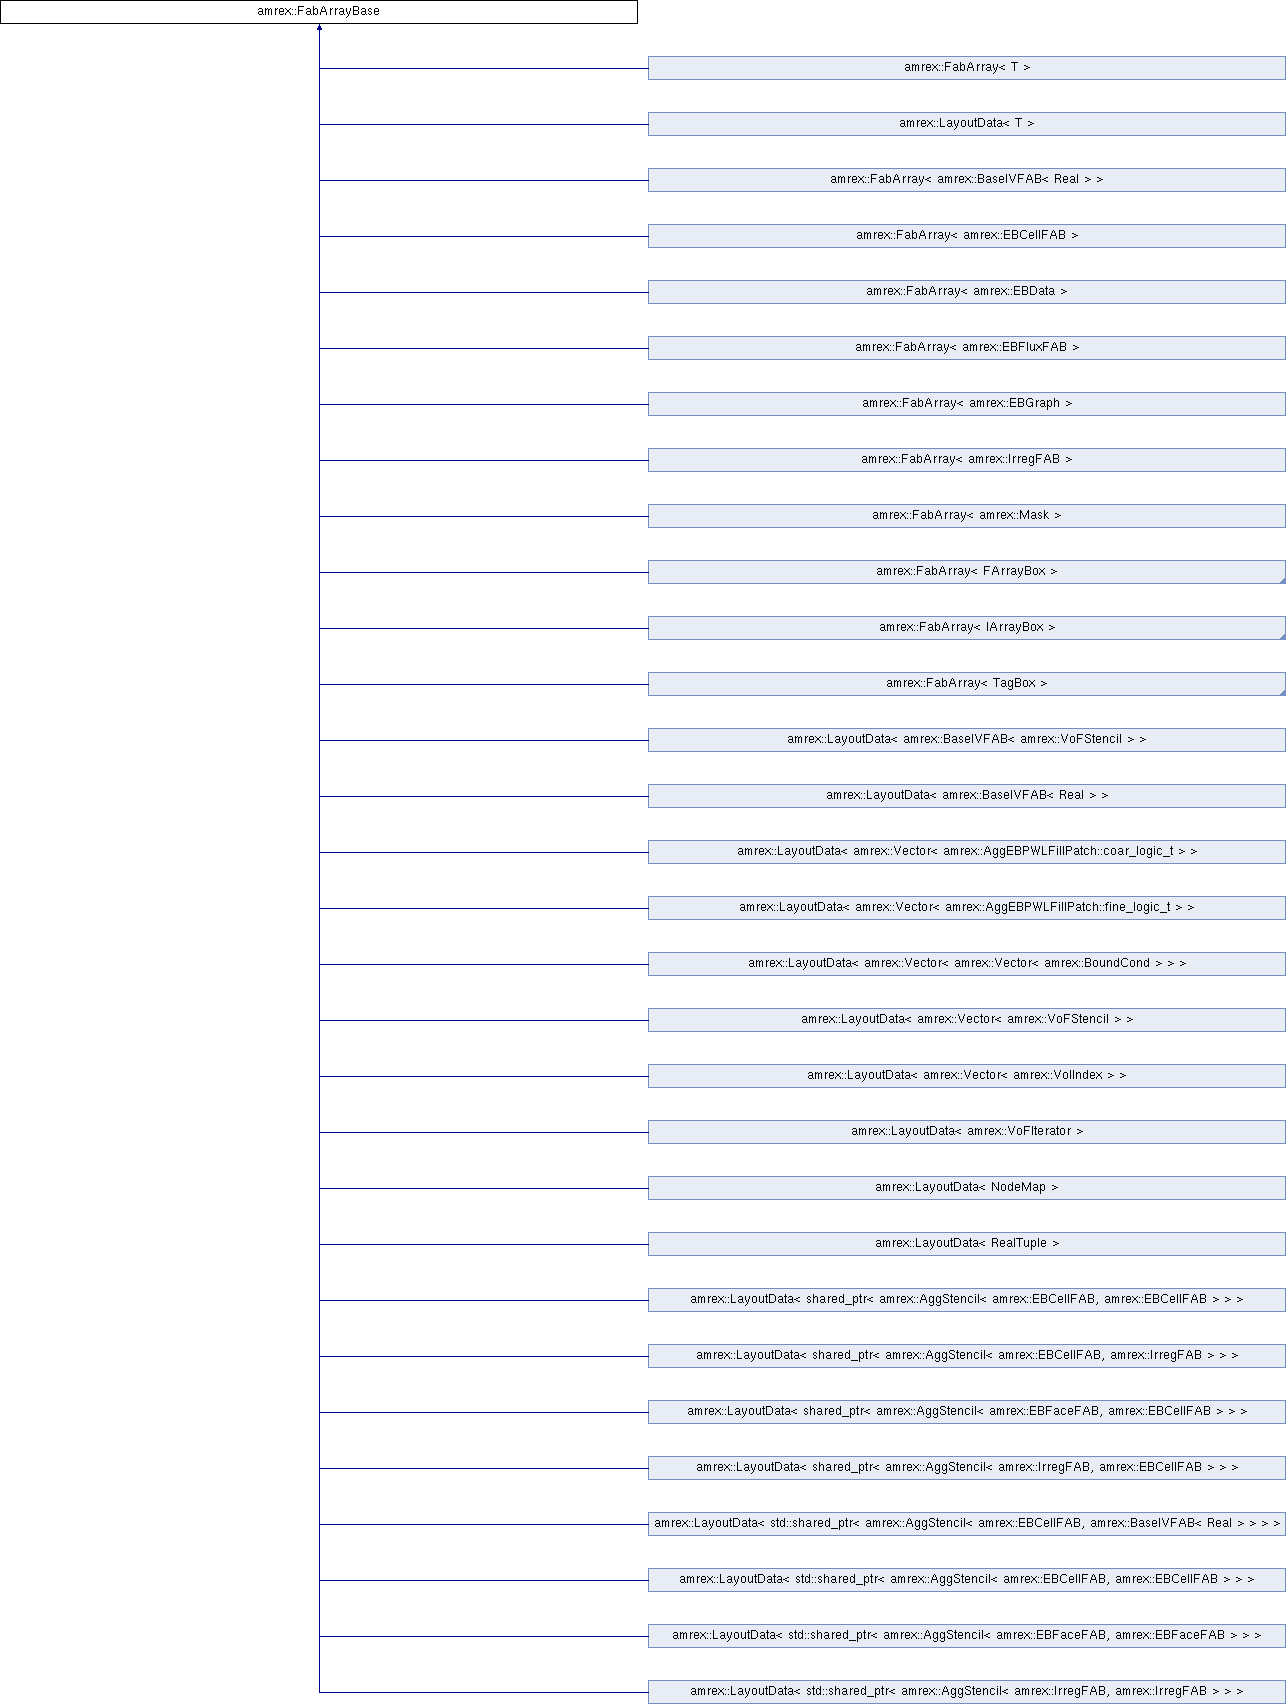 amrex::FabArrayBase
amrex::FabArray< T >
amrex::LayoutData< T >
amrex::FabArray< amrex::BaseIVFAB< Real > >
amrex::FabArray< amrex::EBCellFAB >
amrex::FabArray< amrex::EBData >
amrex::FabArray< amrex::EBFluxFAB >
amrex::FabArray< amrex::EBGraph >
amrex::FabArray< amrex::IrregFAB >
amrex::FabArray< amrex::Mask >
amrex::FabArray< FArrayBox >
amrex::FabArray< IArrayBox >
amrex::FabArray< TagBox >
amrex::LayoutData< amrex::BaseIVFAB< amrex::VoFStencil > >
amrex::LayoutData< amrex::BaseIVFAB< Real > >
amrex::LayoutData< amrex::Vector< amrex::AggEBPWLFillPatch::coar_logic_t > >
amrex::LayoutData< amrex::Vector< amrex::AggEBPWLFillPatch::fine_logic_t > >
amrex::LayoutData< amrex::Vector< amrex::Vector< amrex::BoundCond > > >
amrex::LayoutData< amrex::Vector< amrex::VoFStencil > >
amrex::LayoutData< amrex::Vector< amrex::VolIndex > >
amrex::LayoutData< amrex::VoFIterator >
amrex::LayoutData< NodeMap >
amrex::LayoutData< RealTuple >
amrex::LayoutData< shared_ptr< amrex::AggStencil< amrex::EBCellFAB, amrex::EBCellFAB > > >
amrex::LayoutData< shared_ptr< amrex::AggStencil< amrex::EBCellFAB, amrex::IrregFAB > > >
amrex::LayoutData< shared_ptr< amrex::AggStencil< amrex::EBFaceFAB, amrex::EBCellFAB > > >
amrex::LayoutData< shared_ptr< amrex::AggStencil< amrex::IrregFAB, amrex::EBCellFAB > > >
amrex::LayoutData< std::shared_ptr< amrex::AggStencil< amrex::EBCellFAB, amrex::BaseIVFAB< Real > > > >
amrex::LayoutData< std::shared_ptr< amrex::AggStencil< amrex::EBCellFAB, amrex::EBCellFAB > > >
amrex::LayoutData< std::shared_ptr< amrex::AggStencil< amrex::EBFaceFAB, amrex::EBFaceFAB > > >
amrex::LayoutData< std::shared_ptr< amrex::AggStencil< amrex::IrregFAB, amrex::IrregFAB > > >